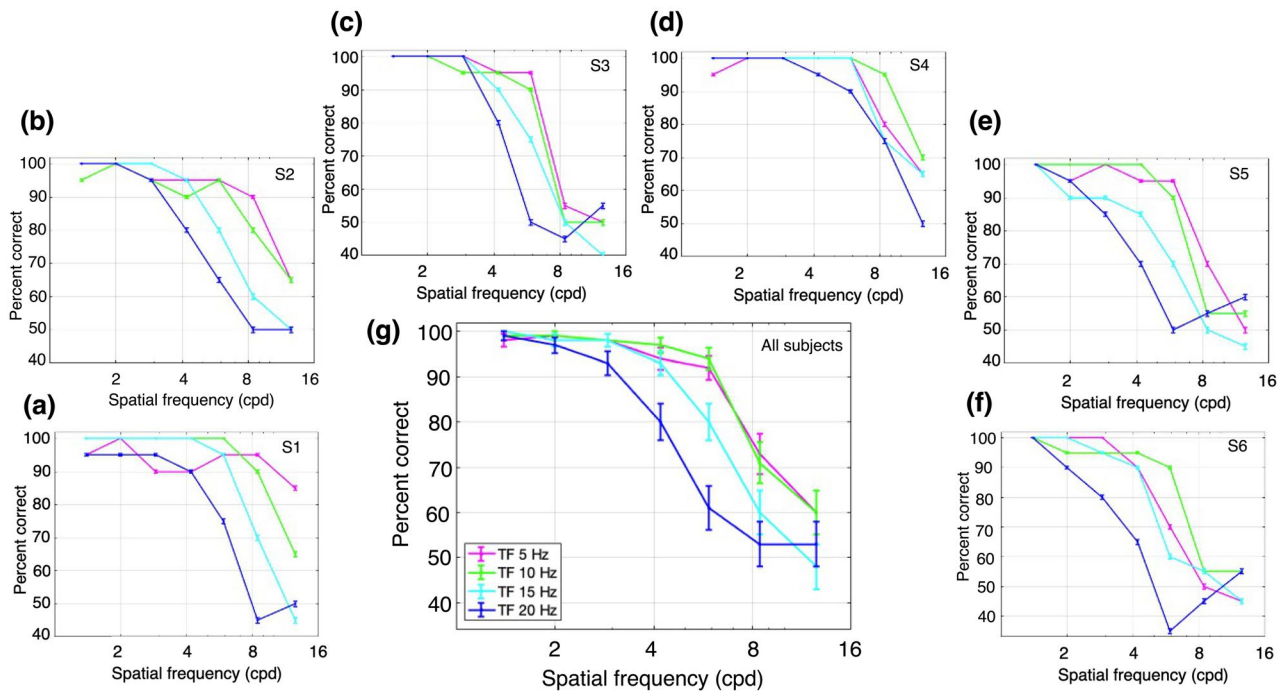 (c)
100
90
80
70
60
50
40
2
4
8
16
S3
Percent correct
Spatial frequency (cpd)
(d)
100
90
80
70
60
50
40
2
4
8
16
S4
Percent correct
Spatial frequency (cpd)
(b)
100
90
80
70
60
50
40
2
4
8
16
S2
Percent correct
Spatial frequency (cpd)
(e)
100
90
80
70
60
50
40
2
4
8
16
S5
Percent correct
Spatial frequency (cpd)
(g)
100
90
80
70
60
50
40
2
4
8
16
All subjects
Percent correct
Spatial frequency (cpd)
TF 5 Hz
TF 10 Hz
TF 15 Hz
TF 20 Hz
(a)
100
90
80
70
60
50
40
2
4
8
16
S1
Percent correct
Spatial frequency (cpd)
(f)
100
90
80
70
60
50
40
2
4
8
16
S6
Percent correct
Spatial frequency (cpd)